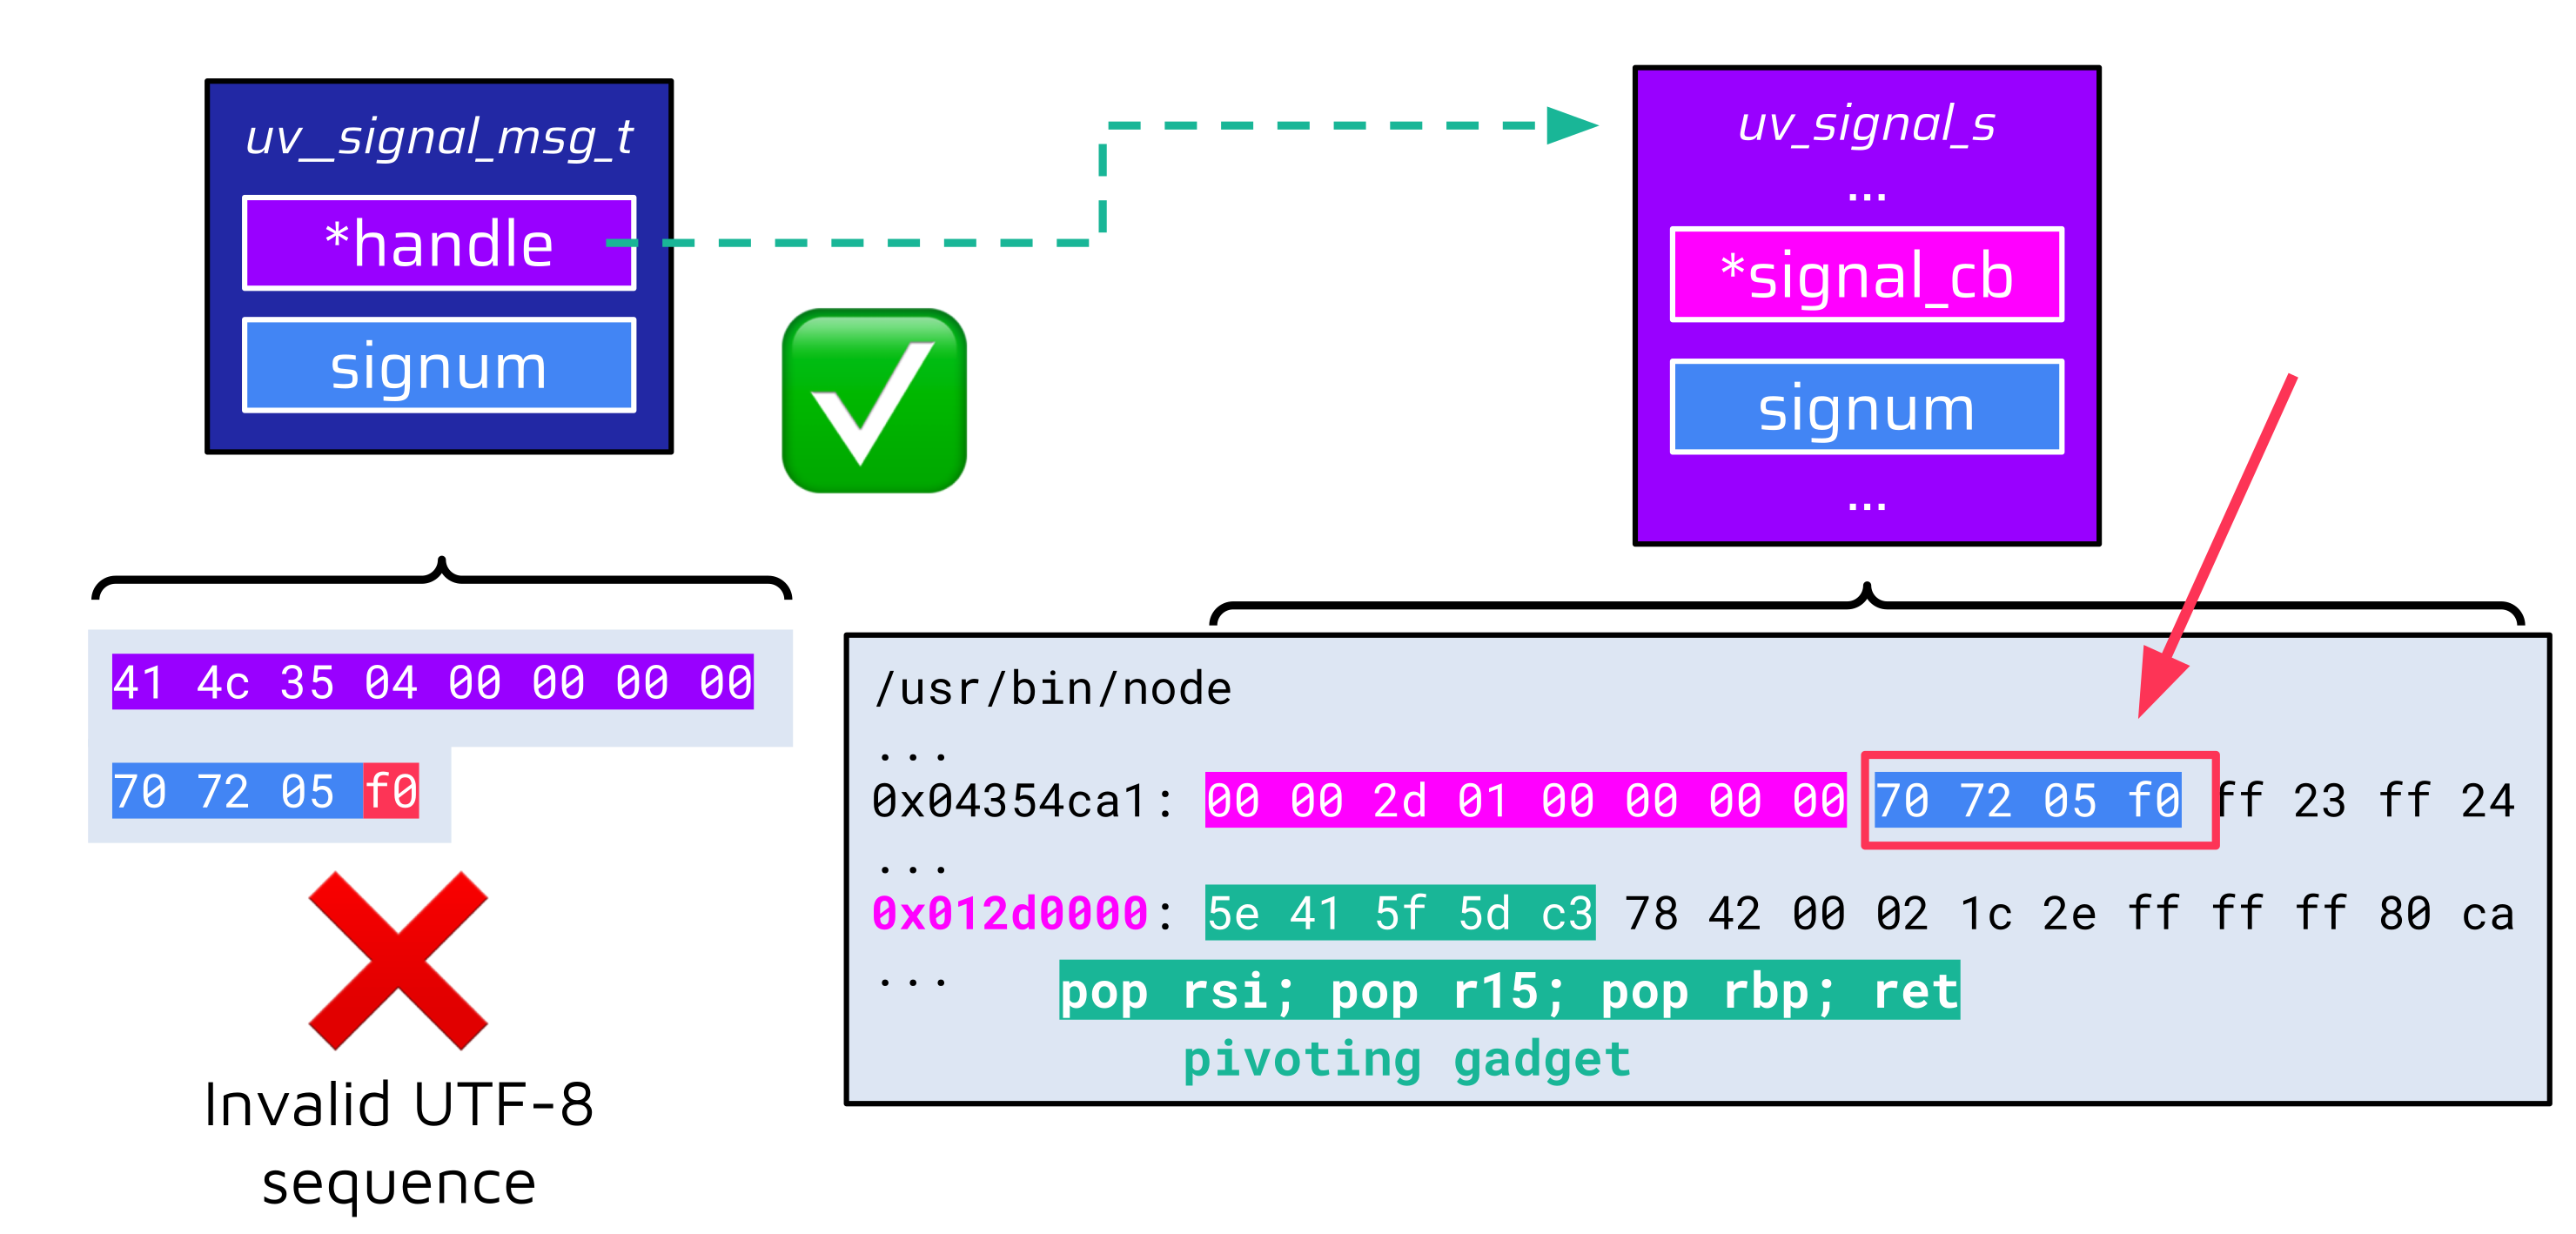 uv__signal_msg_t
*handle
signum
uv_signal_s
...
*signal_cb
signum
...
41 4c 35 04 00 00 00 00
70 72 05 f0
Invalid UTF-8
sequence
/usr/bin/node
...
0x04354ca1: 00 00 2d 01 00 00 00 00 70 72 05 f0 ff 23 ff 24
...
0x012d0000: 5e 41 5f 5d c3 78 42 00 02 1c 2e ff ff ff 80 ca
...
pop rsi; pop r15; pop rbp; ret
pivoting gadget